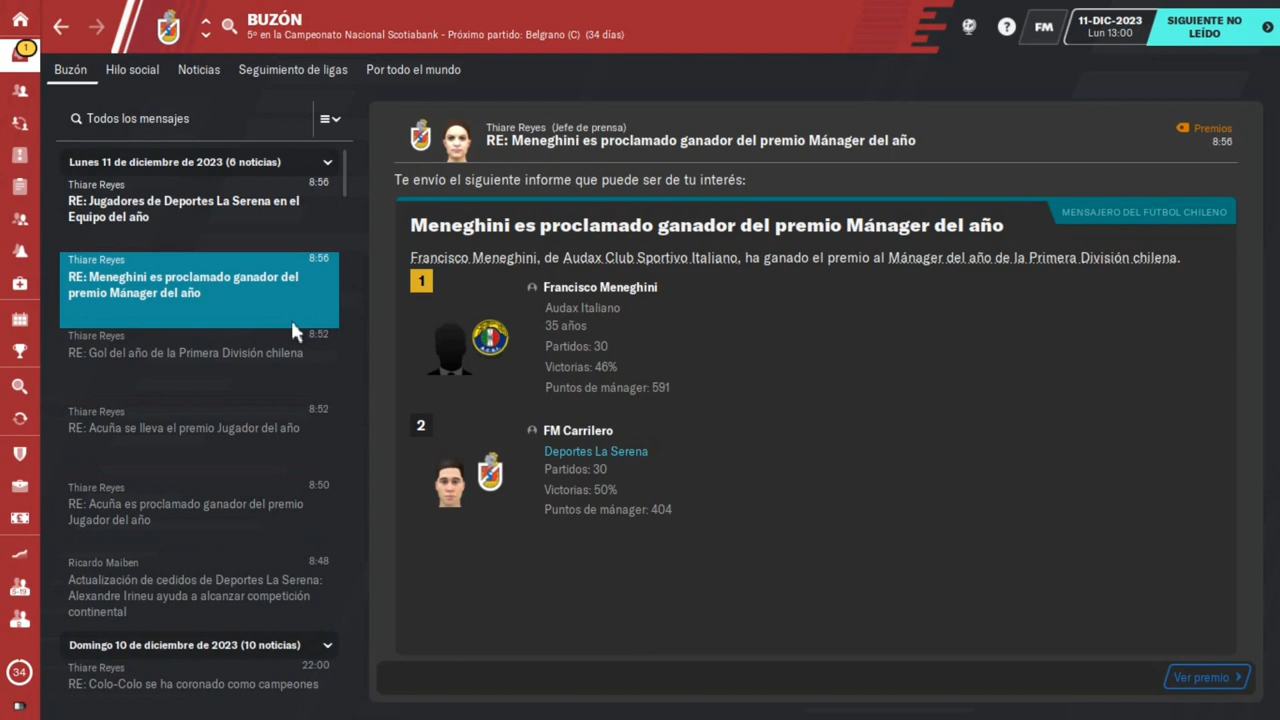 BUZÓN
5º en la Campeonato Nacional Scotiabank - Próximo partido: Belgrano (C) (34 días)
FM
11-DIC-2023
Lun 13:00
SIGUIENTE NO
LEÍDO
1
Buzón
Hilo social
Noticias
Seguimiento de ligas
Por todo el mundo
Todos los mensajes
Lunes 11 de diciembre de 2023 (6 noticias)
Thiare Reyes
8:56
RE: Jugadores de Deportes La Serena en el
Equipo del año
Thiare Reyes
8:56
RE: Meneghini es proclamado ganador del
premio Mánager del año
Thiare Reyes
8:52
RE: Gol del año de la Primera División chilena
Thiare Reyes
8:52
RE: Acuña se lleva el premio Jugador del año
Thiare Reyes
8:50
RE: Acuña es proclamado ganador del premio
Jugador del año
Ricardo Maiben
8:48
Actualización de cedidos de Deportes La Serena:
Alexandre Irineu ayuda a alcanzar competición
continental
Domingo 10 de diciembre de 2023 (10 noticias)
Thiare Reyes
22:00
RE: Colo-Colo se ha coronado como campeones
34
Thiare Reyes (Jefe de prensa)
RE: Meneghini es proclamado ganador del premio Mánager del año
Premios
8:56
Te envío el siguiente informe que puede ser de tu interés:
MENSAJERO DEL FÚTBOL CHILENO
Meneghini es proclamado ganador del premio Mánager del año
Francisco Meneghini, de Audax Club Sportivo Italiano, ha ganado el premio al Mánager del año de la Primera División chilena.
1
Francisco Meneghini
Audax Italiano
35 años
Partidos: 30
Victorias: 46%
Puntos de mánager: 591
2
FM Carrilero
Deportes La Serena
Partidos: 30
Victorias: 50%
Puntos de mánager: 404
Ver premio